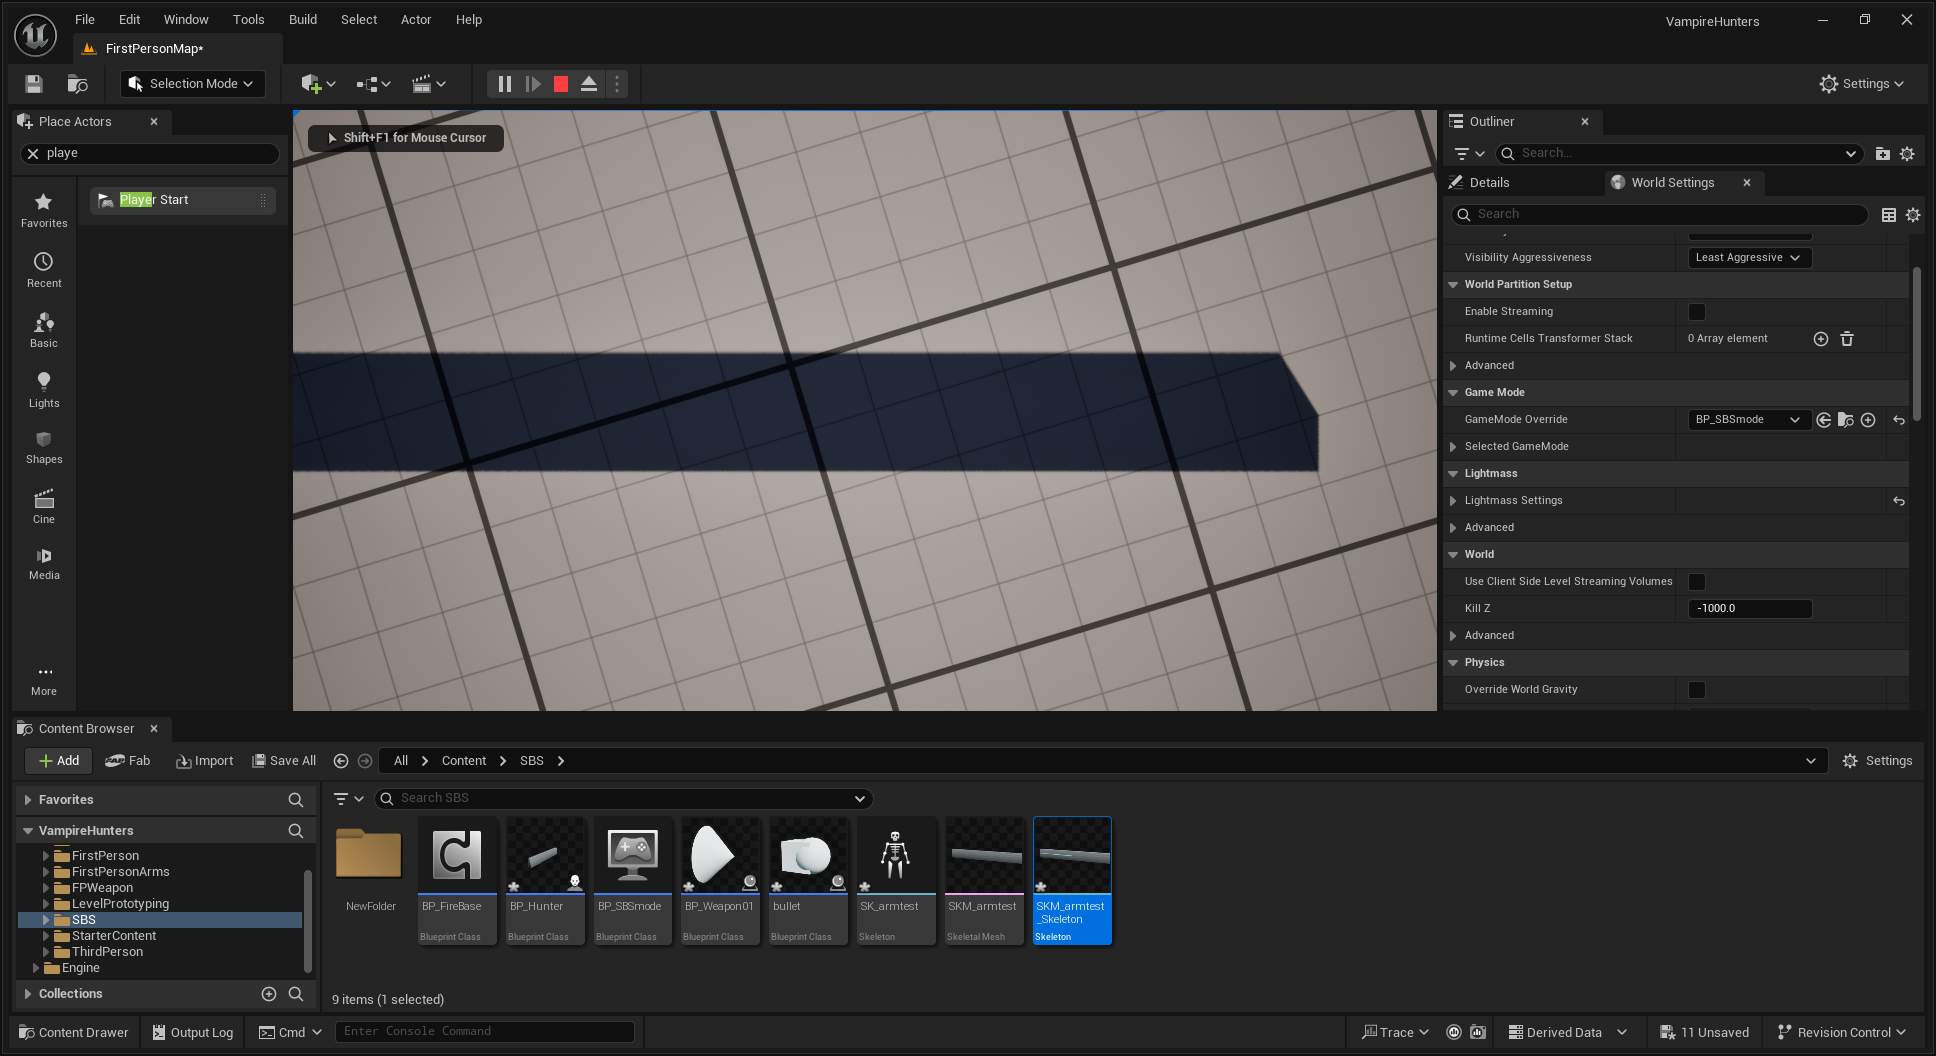 File Edit Window Tools Build Select Actor Help
VampireHunters
FirstPersonMap*
Selection Mode
Settings
Place Actors
playe
Player Start
Favorites
Recent
Basic
Lights
Shapes
Cine
Media
More
Shift+F1 for Mouse Cursor
Outliner
Search...
Details
World Settings
Search
Visibility Aggressiveness Least Aggressive
World Partition Setup
Enable Streaming
Runtime Cells Transformer Stack 0 Array element
Advanced
Game Mode
GameMode Override BP_SBSmode
Selected GameMode
Lightmass
Lightmass Settings
Advanced
World
Use Client Side Level Streaming Volumes
Kill Z -1000.0
Advanced
Physics
Override World Gravity
Content Browser
Add Fab Import Save All All Content SBS Settings
Favorites
VampireHunters
FirstPerson
FirstPersonArms
FPWeapon
LevelPrototyping
SBS
StarterContent
ThirdPerson
Engine
Collections
Search SBS
NewFolder
BP_FireBase
Blueprint Class
BP_Hunter
Blueprint Class
BP_SBSmode
Blueprint Class
BP_Weapon01
Blueprint Class
bullet
Blueprint Class
SK_armtest
Skeleton
SKM_armtest
Skeletal Mesh
SKM_armtest
_Skeleton
Skeleton
9 items (1 selected)
Content Drawer Output Log Cmd Enter Console Command Trace Derived Data 11 Unsaved Revision Control